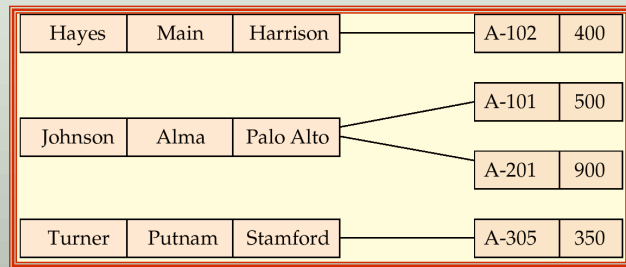 Hayes Main Harrison A-102 400
A-101 500
Johnson Alma Palo Alto
A-201 900
Turner Putnam Stamford A-305 350